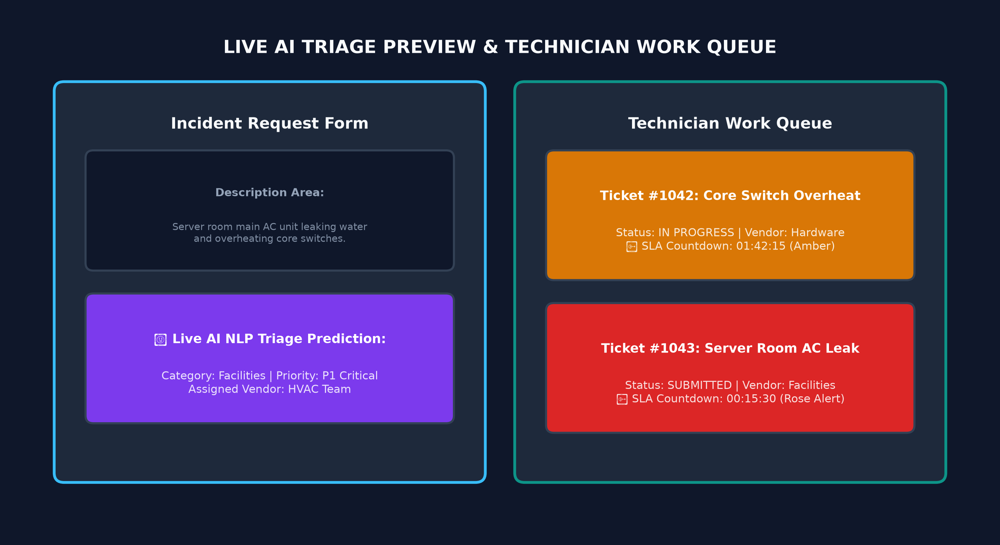 LIVE AI TRIAGE PREVIEW & TECHNICIAN WORK QUEUE
Incident Request Form
Description Area:
Server room main AC unit leaking water
and overheating core switches.
Live AI NLP Triage Prediction:
Category: Facilities | Priority: P1 Critical
Assigned Vendor: HVAC Team
Technician Work Queue
Ticket #1042: Core Switch Overheat
Status: IN PROGRESS | Vendor: Hardware
SLA Countdown: 01:42:15 (Amber)
Ticket #1043: Server Room AC Leak
Status: SUBMITTED | Vendor: Facilities
SLA Countdown: 00:15:30 (Rose Alert)